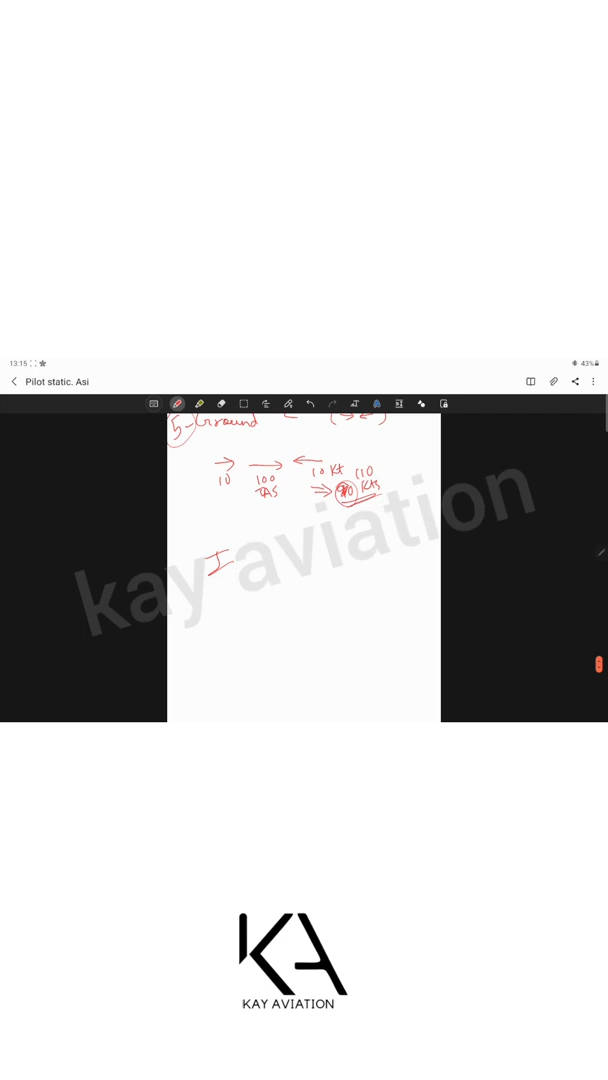 13:15
43%
Pilot static. Asi
5-Ground
10 100 10 Kt 110
TAS Kts
I
kay aviation
KA
KAY AVIATION